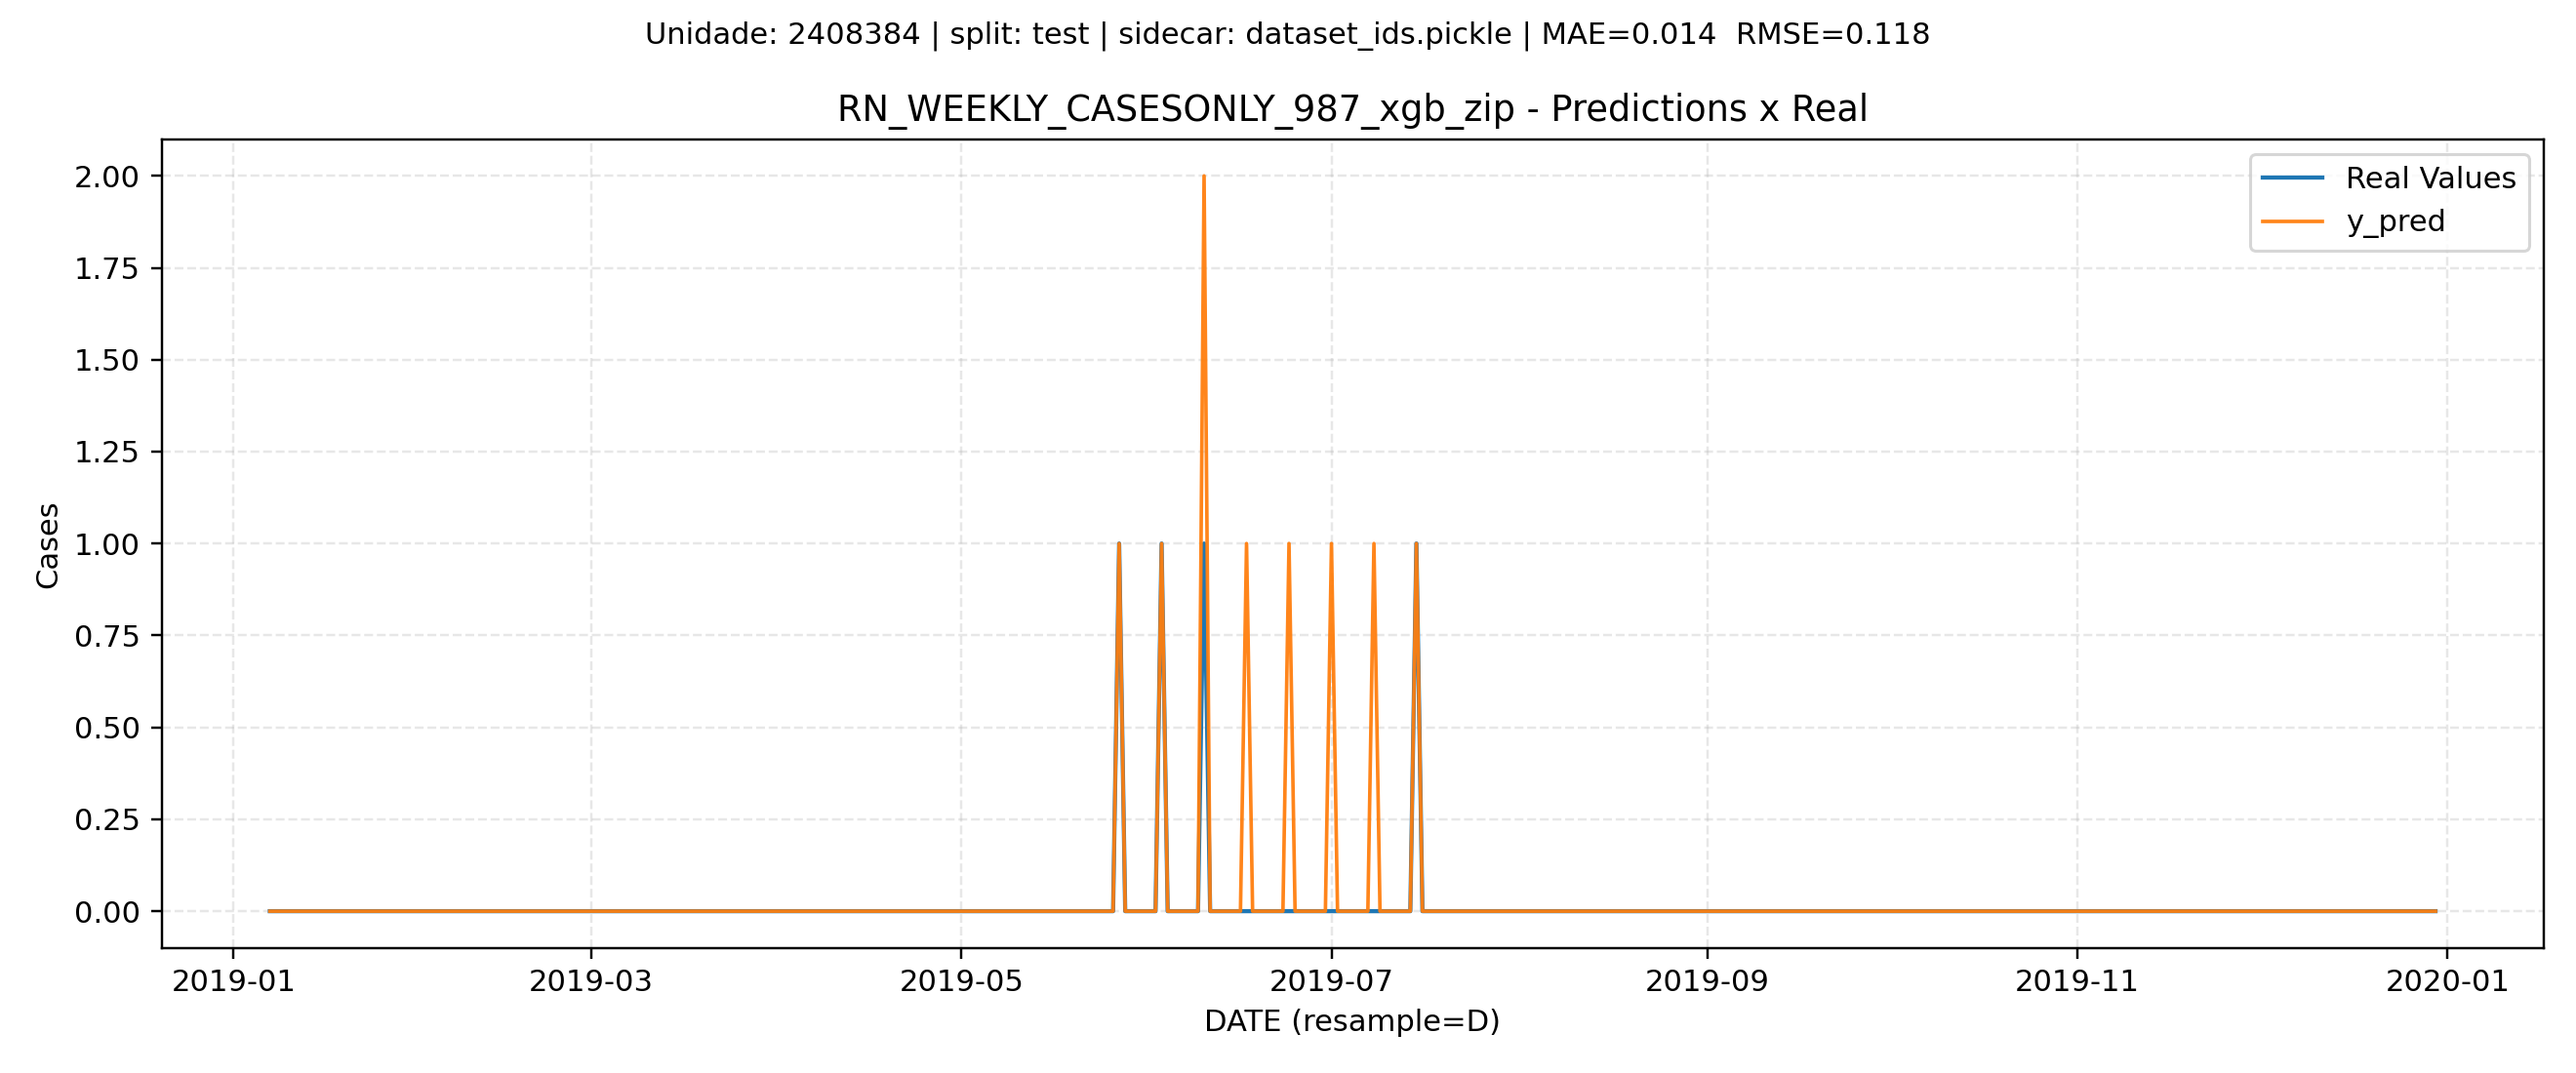 Unidade: 2408384 | split: test | sidecar: dataset_ids.pickle | MAE=0.014  RMSE=0.118
RN_WEEKLY_CASESONLY_987_xgb_zip - Predictions x Real
Real Values
y_pred
2.00
1.75
1.50
1.25
1.00
0.75
0.50
0.25
0.00
Cases
2019-01
2019-03
2019-05
2019-07
2019-09
2019-11
2020-01
DATE (resample=D)